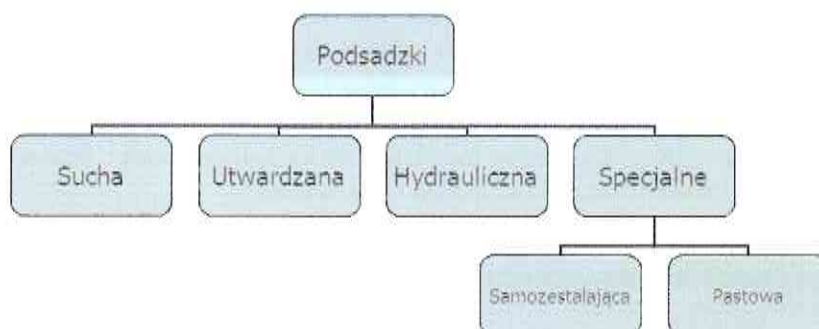 Podsadzki
Sucha
Utwardzana
Hydrauliczna
Specjalne
Samozestalająca
Pastowa